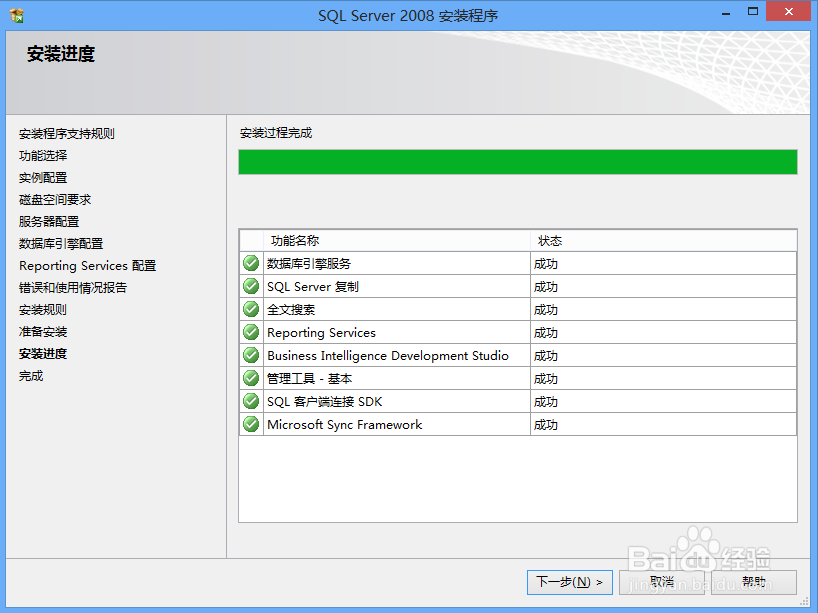 SQL Server 2008 安装程序
安装进度
安装程序支持规则
功能选择
实例配置
磁盘空间要求
服务器配置
数据库引擎配置
Reporting Services 配置
错误和使用情况报告
安装规则
准备安装
安装进度
完成
安装过程完成
功能名称 状态
数据库引擎服务 成功
SQL Server 复制 成功
全文搜索 成功
Reporting Services 成功
Business Intelligence Development Studio 成功
管理工具 - 基本 成功
SQL 客户端连接 SDK 成功
Microsoft Sync Framework 成功
下一步(N) > 取消 帮助
Baidu 经验
jingyan.baidu.com